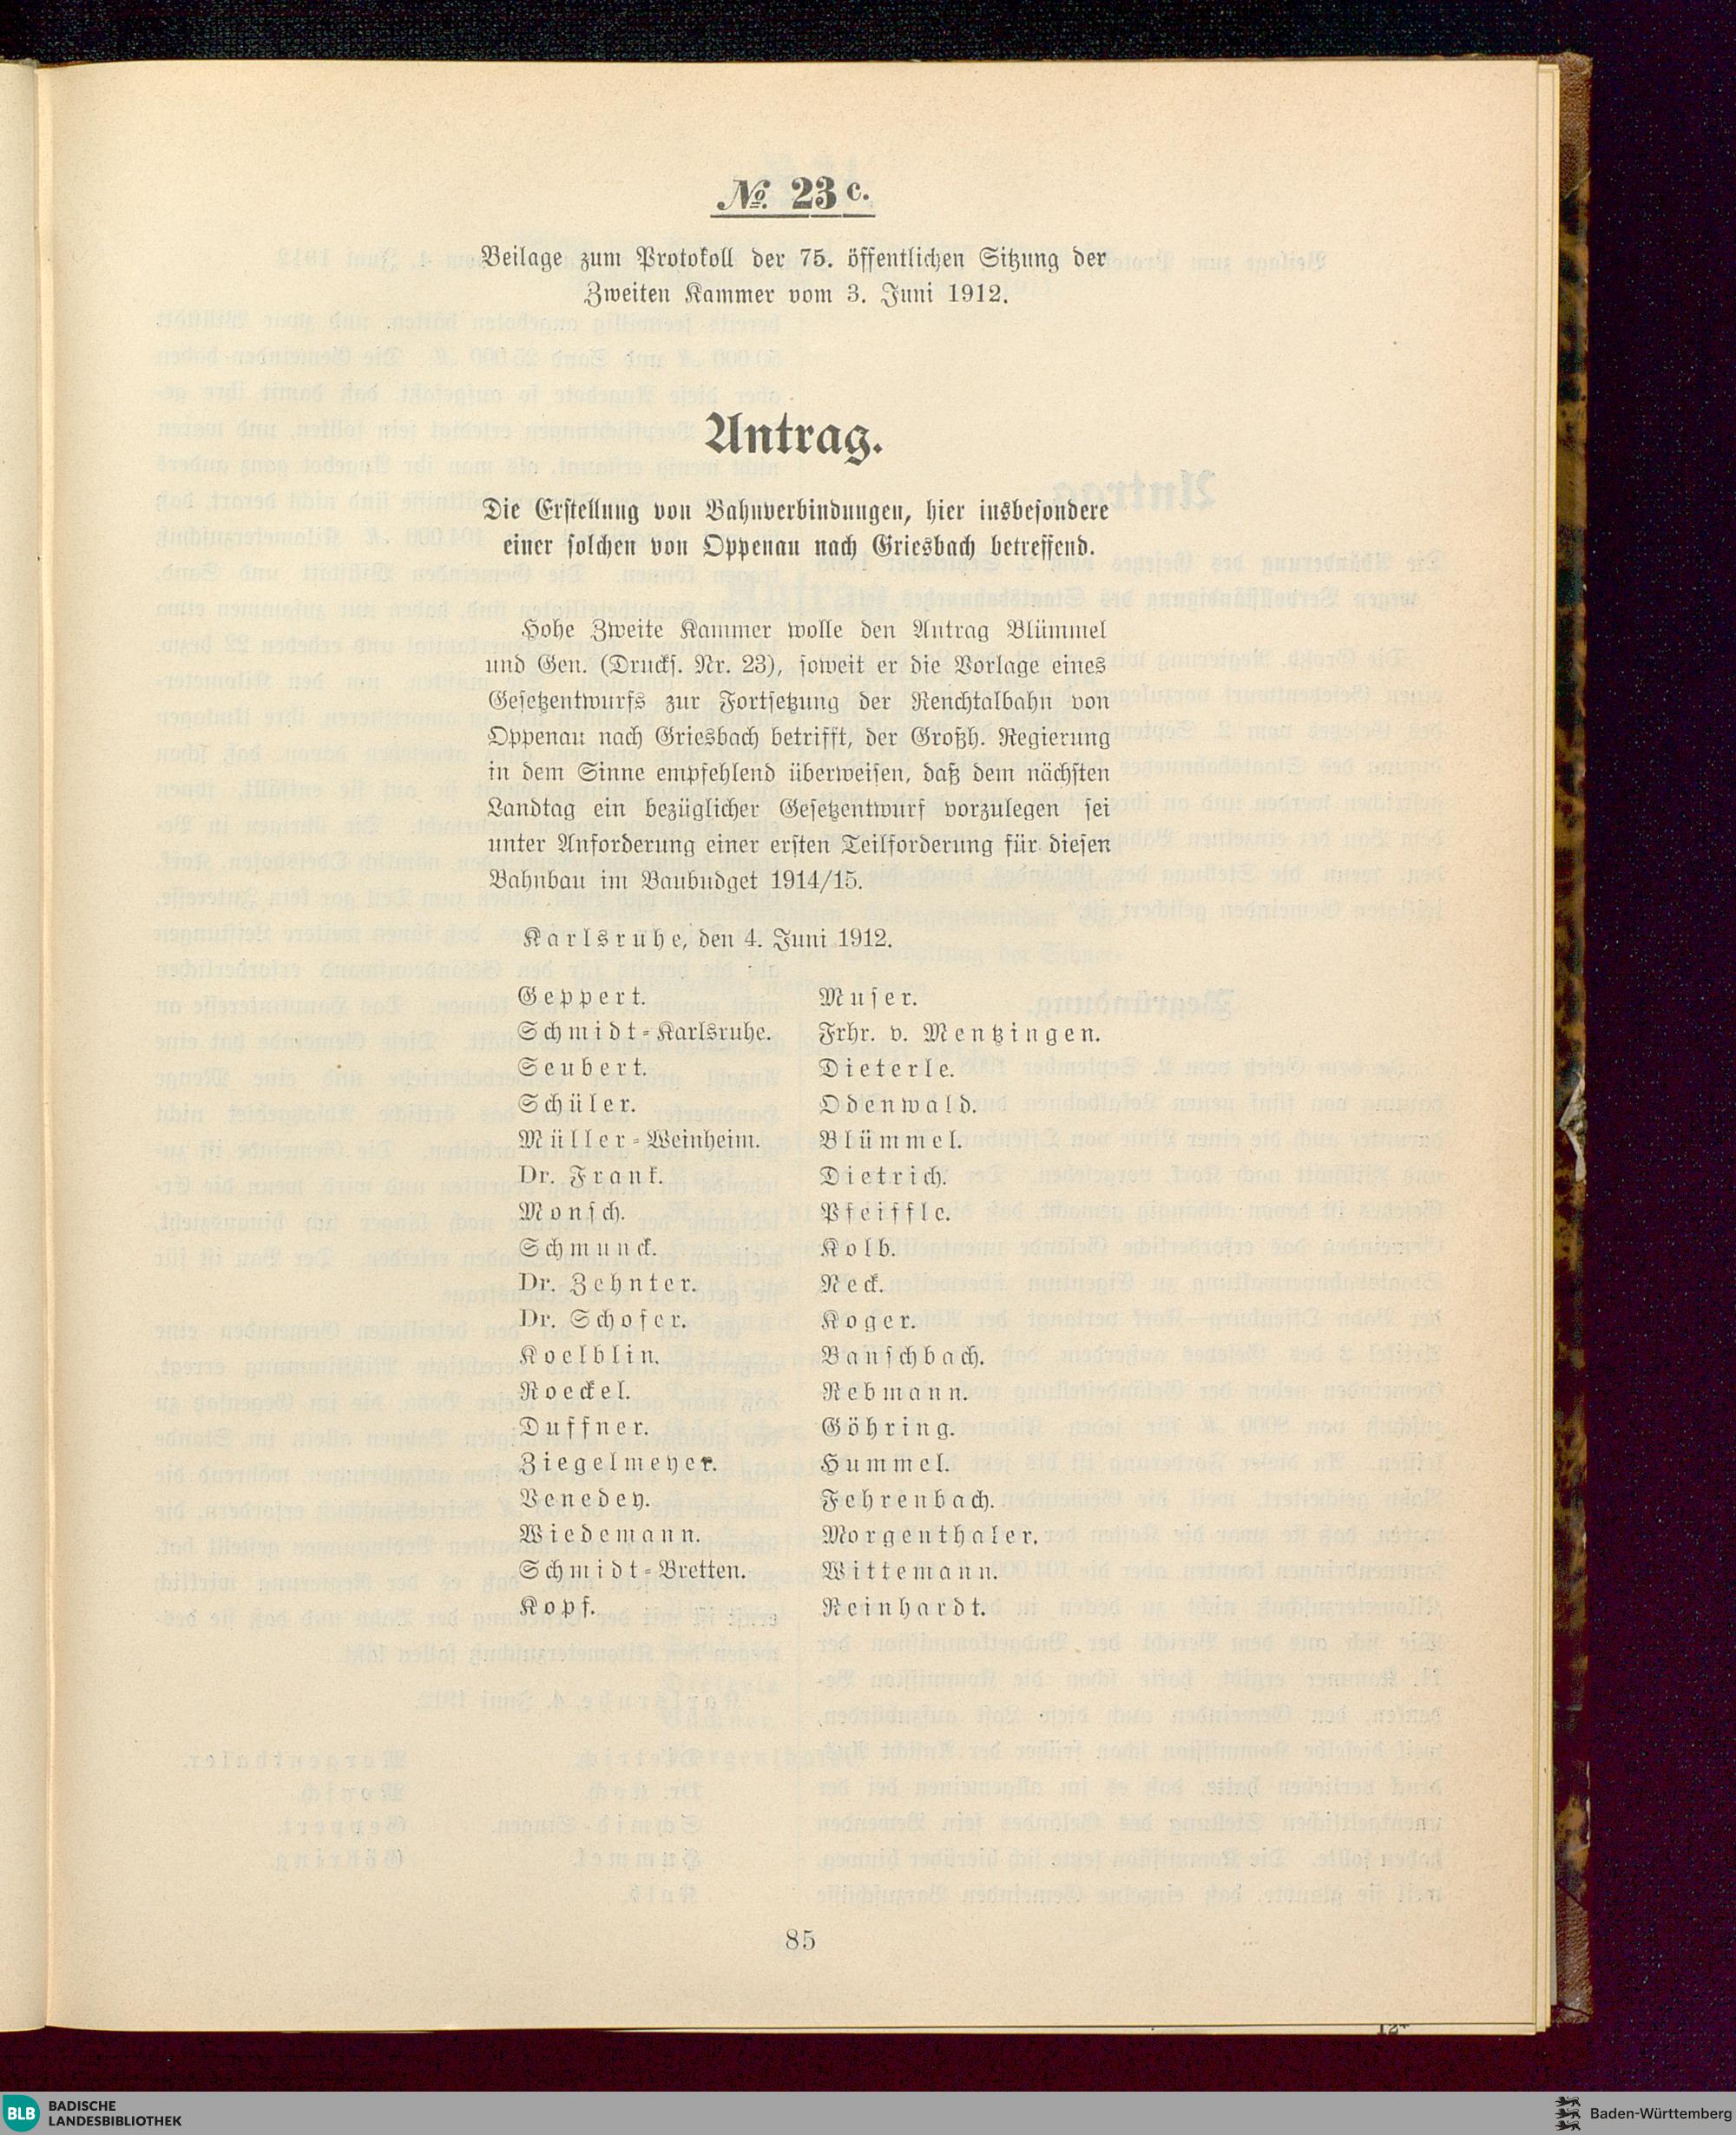 No. 23 c.
Beilage zum Protokoll der 75. öffentlichen Sitzung der
Zweiten Kammer vom 3. Juni 1912.
Antrag.
Die Erstellung von Bahnverbindungen, hier insbesondere
einer solchen von Oppenau nach Griesbach betreffend.
Hohe Zweite Kammer wolle den Antrag Blümmel
und Gen. (Drucks. Nr. 23), soweit er die Vorlage eines
Gesetzentwurfs zur Fortsetzung der Renchtalbahn von
Oppenau nach Griesbach betrifft, der Großh. Regierung
in dem Sinne empfehlend überweisen, daß dem nächsten
Landtag ein bezüglicher Gesetzentwurf vorzulegen sei
unter Anforderung einer ersten Teilforderung für diesen
Bahnbau im Baubudget 1914/15.
Karlsruhe, den 4. Juni 1912.
Geppert.
Schmidt-Karlsruhe.
Seubert.
Schüler.
Müller-Weinheim.
Dr. Frank.
Monsch.
Schmunck.
Dr. Zehnter.
Dr. Schofer.
Koelblin.
Roeckel.
Duffner.
Ziegelmeyer.
Venedey.
Wiedemann.
Schmidt-Bretten.
Kopf.
Muser.
Frhr. v. Mentzingen.
Dieterle.
Odenwald.
Blümmel.
Dietrich.
Pfeiffle.
Kolb.
Neck.
Koger.
Banschbach.
Rebmann.
Göhring.
Hummel.
Fehrenbach.
Morgenthaler.
Wittemann.
Reinhardt.
85
BLB BADISCHE
LANDESBIBLIOTHEK
Baden-Württemberg